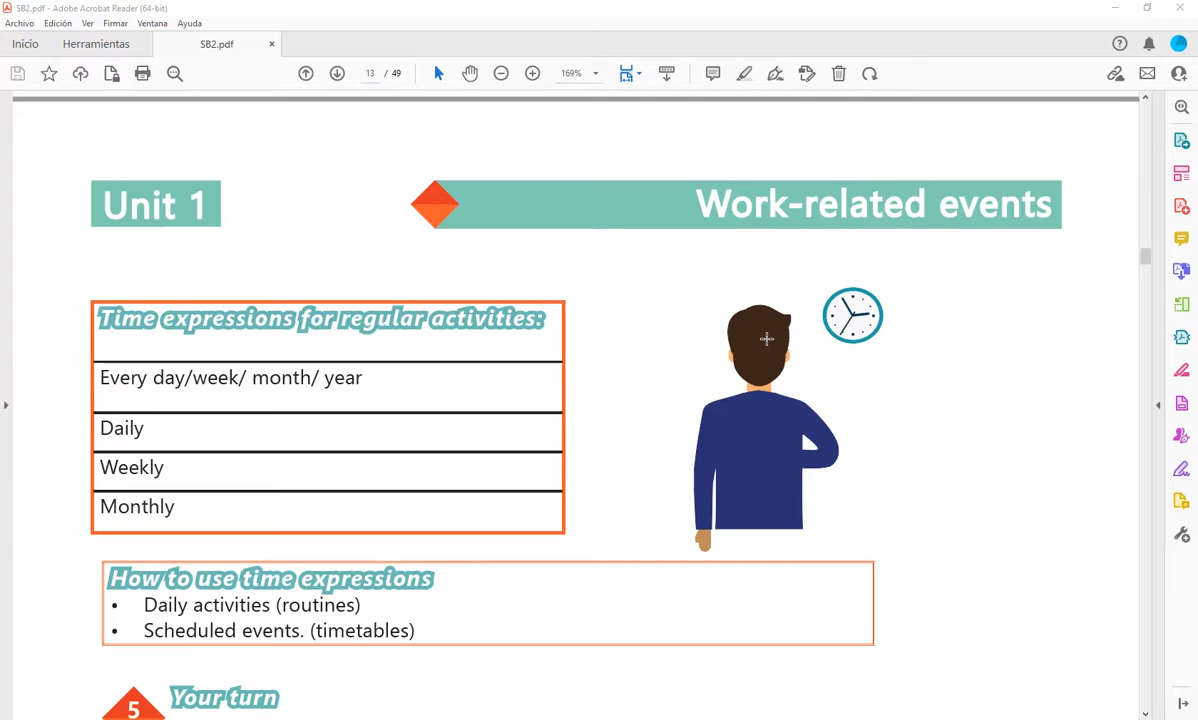 SB2.pdf - Adobe Acrobat Reader (64-bit)
Archivo Edición Ver Firmar Ventana Ayuda
Inicio Herramientas SB2.pdf ×
13 / 49 169%
Unit 1
Work-related events
Time expressions for regular activities:
Every day/week/ month/ year
Daily
Weekly
Monthly
How to use time expressions
• Daily activities (routines)
• Scheduled events. (timetables)
5 Your turn